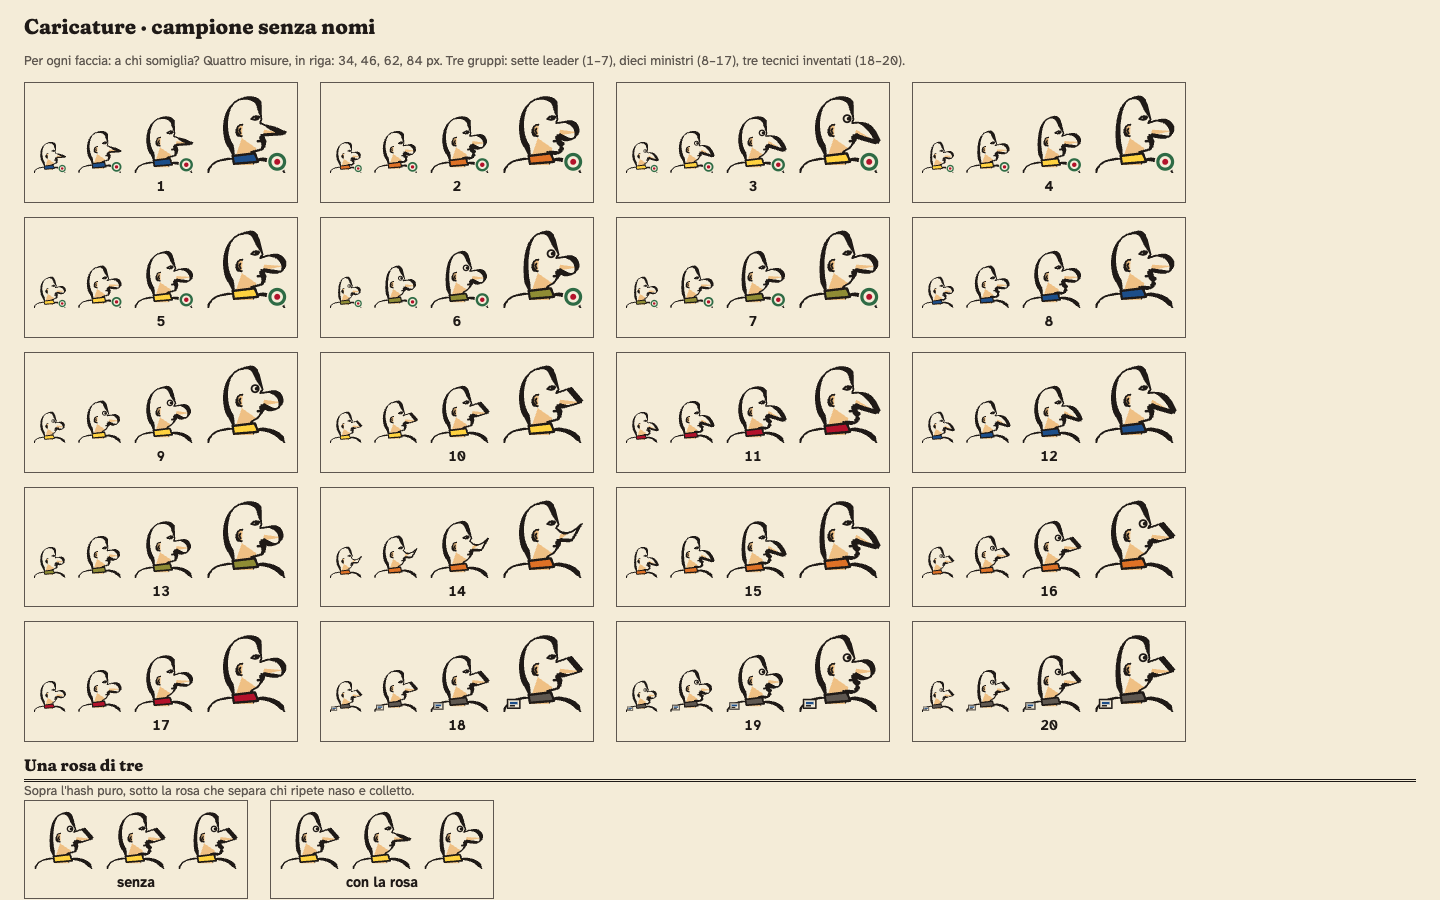 Caricature · campione senza nomi
Per ogni faccia: a chi somiglia? Quattro misure, in riga: 34, 46, 62, 84 px. Tre gruppi: sette leader (1–7), dieci ministri (8–17), tre tecnici inventati (18–20).
1 2 3 4
5 6 7 8
9 10 11 12
13 14 15 16
17 18 19 20
Una rosa di tre
Sopra l'hash puro, sotto la rosa che separa chi ripete naso e colletto.
senza con la rosa